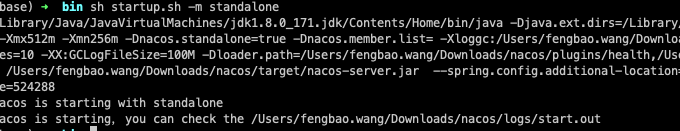 base) ➜ bin sh startup.sh -m standalone
Library/Java/JavaVirtualMachines/jdk1.8.0_171.jdk/Contents/Home/bin/java -Djava.ext.dirs=/Library/
-Xmx512m -Xmn256m -Dnacos.standalone=true -Dnacos.member.list= -Xloggc:/Users/fengbao.wang/Downloa
es=10 -XX:GCLogFileSize=100M -Dloader.path=/Users/fengbao.wang/Downloads/nacos/plugins/health,/Use
/Users/fengbao.wang/Downloads/nacos/target/nacos-server.jar --spring.config.additional-location=
e=524288
acos is starting with standalone
acos is starting, you can check the /Users/fengbao.wang/Downloads/nacos/logs/start.out